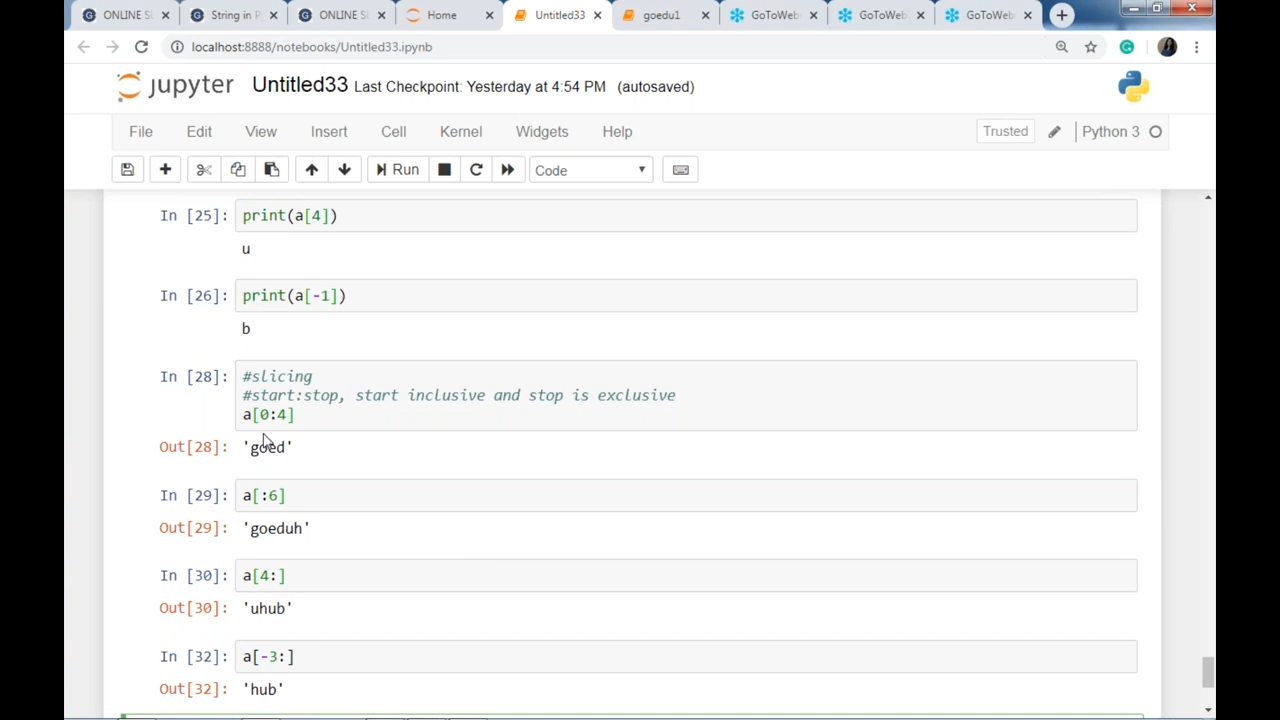 ONLINE SL
String in P
ONLINE SL
Home
Untitled33
goedu1
GoToWeb
GoToWeb
GoToWeb
localhost:8888/notebooks/Untitled33.ipynb
jupyter Untitled33 Last Checkpoint: Yesterday at 4:54 PM (autosaved)
File Edit View Insert Cell Kernel Widgets Help Trusted Python 3
Run Code
In [25]: print(a[4])
u
In [26]: print(a[-1])
b
In [28]: #slicing
#start:stop, start inclusive and stop is exclusive
a[0:4]
Out[28]: 'goed'
In [29]: a[:6]
Out[29]: 'goeduh'
In [30]: a[4:]
Out[30]: 'uhub'
In [32]: a[-3:]
Out[32]: 'hub'